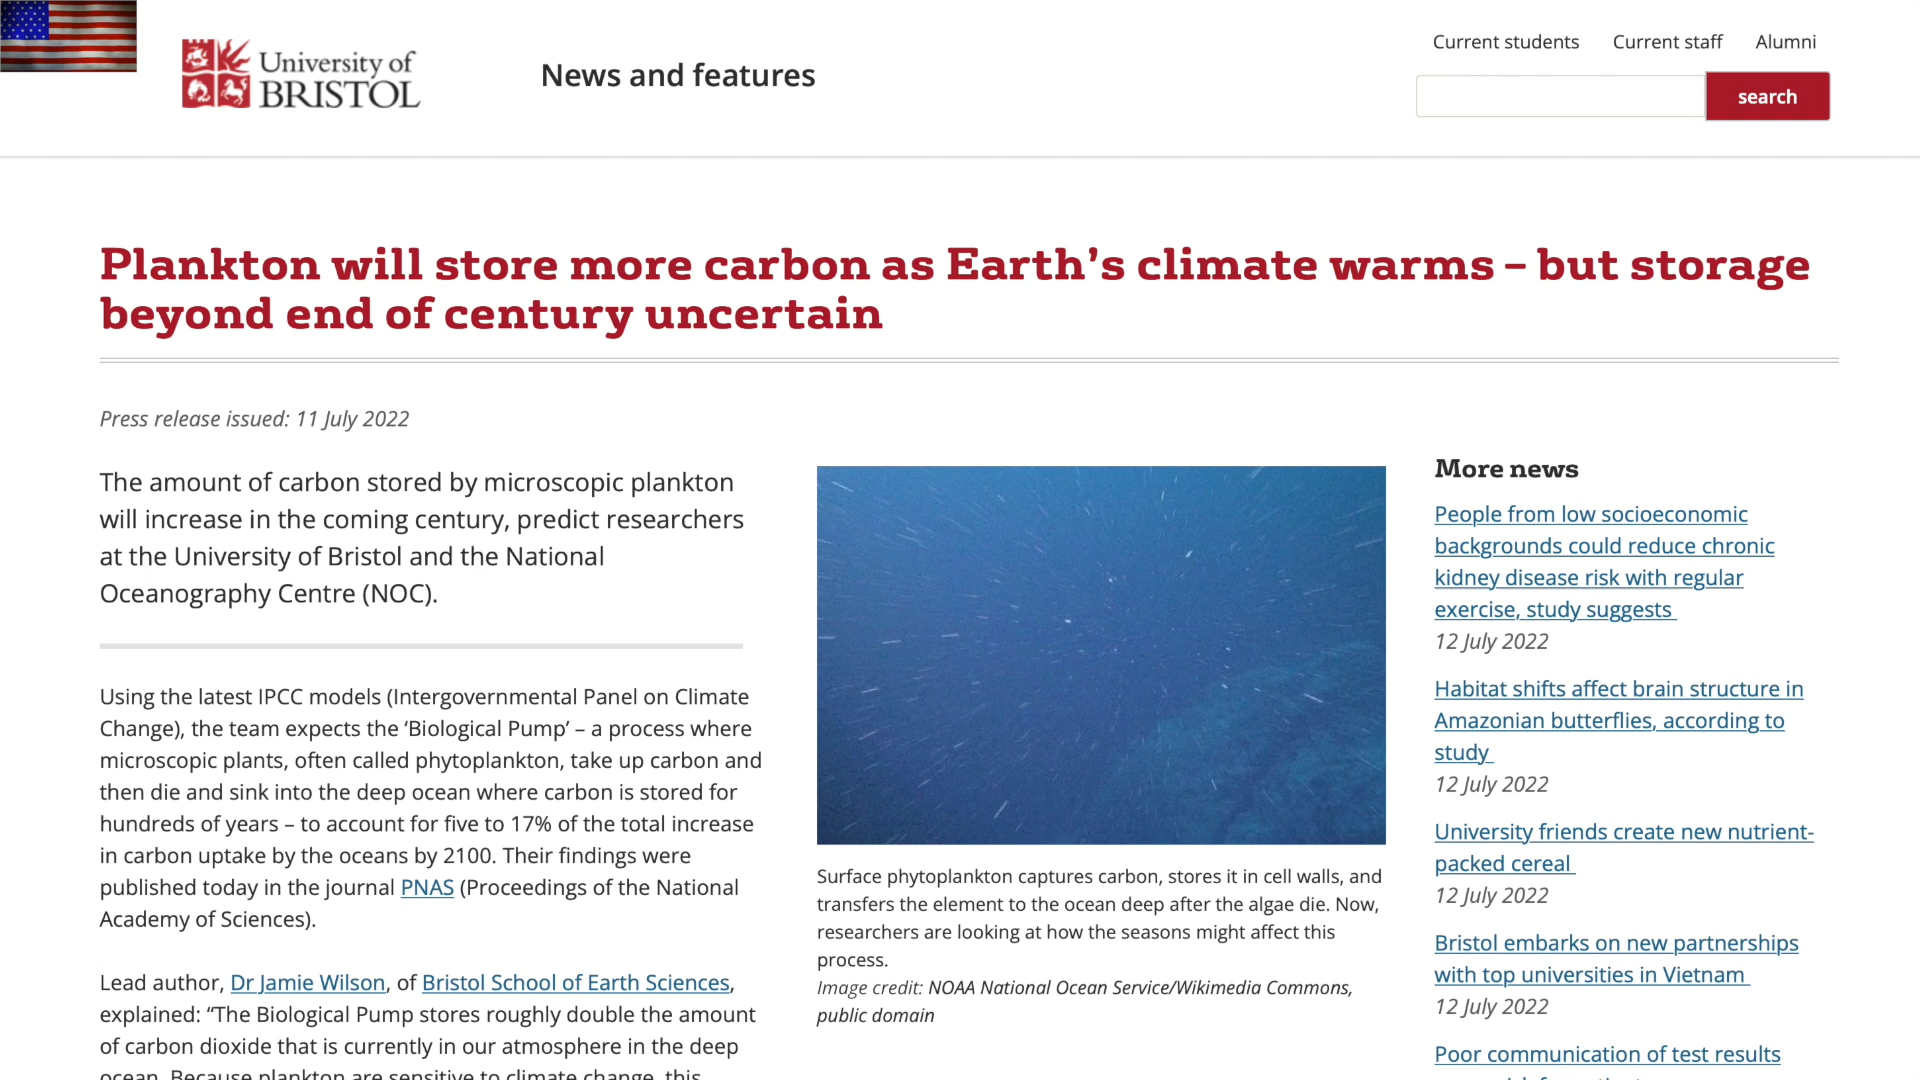 University of
BRISTOL
News and features
Current students
Current staff
Alumni
search
Plankton will store more carbon as Earth’s climate warms – but storage
beyond end of century uncertain
Press release issued: 11 July 2022
The amount of carbon stored by microscopic plankton
will increase in the coming century, predict researchers
at the University of Bristol and the National
Oceanography Centre (NOC).
Using the latest IPCC models (Intergovernmental Panel on Climate
Change), the team expects the ‘Biological Pump’ – a process where
microscopic plants, often called phytoplankton, take up carbon and
then die and sink into the deep ocean where carbon is stored for
hundreds of years – to account for five to 17% of the total increase
in carbon uptake by the oceans by 2100. Their findings were
published today in the journal PNAS (Proceedings of the National
Academy of Sciences).
Lead author, Dr Jamie Wilson, of Bristol School of Earth Sciences,
explained: “The Biological Pump stores roughly double the amount
of carbon dioxide that is currently in our atmosphere in the deep
ocean. Because plankton are sensitive to climate change, this
Surface phytoplankton captures carbon, stores it in cell walls, and
transfers the element to the ocean deep after the algae die. Now,
researchers are looking at how the seasons might affect this
process.
Image credit: NOAA National Ocean Service/Wikimedia Commons,
public domain
More news
People from low socioeconomic
backgrounds could reduce chronic
kidney disease risk with regular
exercise, study suggests
12 July 2022
Habitat shifts affect brain structure in
Amazonian butterflies, according to
study
12 July 2022
University friends create new nutrient-
packed cereal
12 July 2022
Bristol embarks on new partnerships
with top universities in Vietnam
12 July 2022
Poor communication of test results